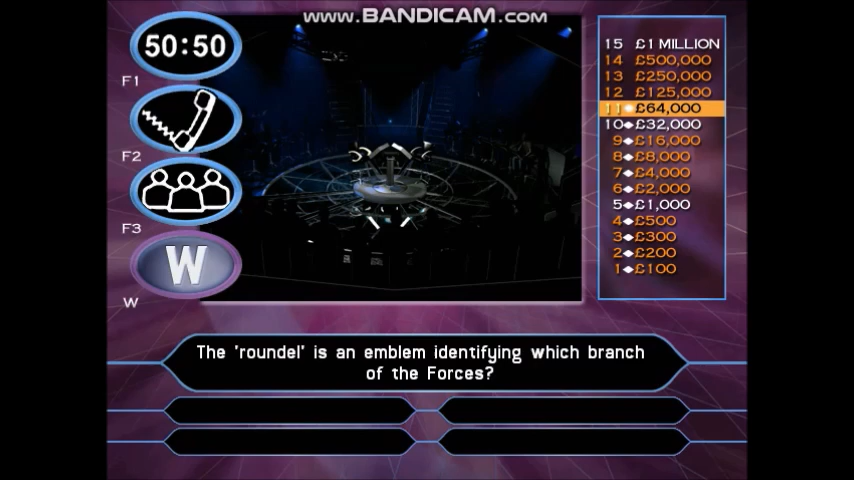 www.BANDICAM.com
50:50
F1
F2
F3
W
W
15 £1 MILLION
14 £500,000
13 £250,000
12 £125,000
11◆£64,000
10◆£32,000
9◆£16,000
8◆£8,000
7◆£4,000
6◆£2,000
5◆£1,000
4◆£500
3◆£300
2◆£200
1◆£100
The 'roundel' is an emblem identifying which branch
of the Forces?